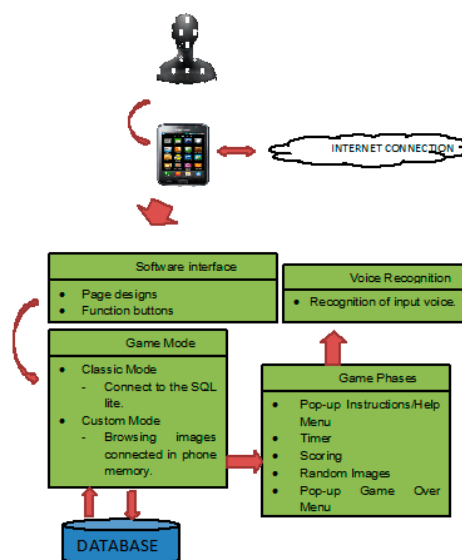 INTERNET CONNECTION
Software interface
• Page designs
• Function buttons
Voice Recognition
• Recognition of input voice.
Game Mode
• Classic Mode
- Connect to the SQL
lite.
• Custom Mode
- Browsing images
connected in phone
memory.
Game Phases
• Pop-up Instructions/Help
Menu
• Timer
• Scoring
• Random Images
• Pop-up Game Over
Menu
DATABASE